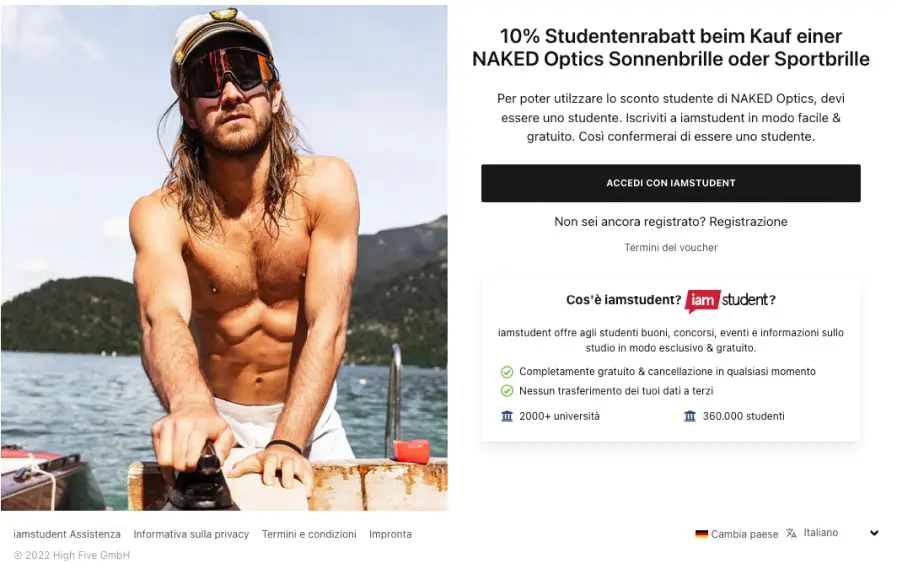 10% Studentenrabatt beim Kauf einer
NAKED Optics Sonnenbrille oder Sportbrille
Per poter utilzzare lo sconto studente di NAKED Optics, devi
essere uno studente. Iscriviti a iamstudent in modo facile &
gratuito. Così confermerai di essere uno studente.
ACCEDI CON IAMSTUDENT
Non sei ancora registrato? Registrazione
Termini del voucher
Cos'è iamstudent? iam student?
iamstudent offre agli studenti buoni, concorsi, eventi e informazioni sullo
studio in modo esclusivo & gratuito.
Completamente gratuito & cancellazione in qualsiasi momento
Nessun trasferimento dei tuoi dati a terzi
2000+ università 360.000 studenti
iamstudent Assistenza Informativa sulla privacy Termini e condizioni Impronta
Cambia paese Italiano
© 2022 High Five GmbH